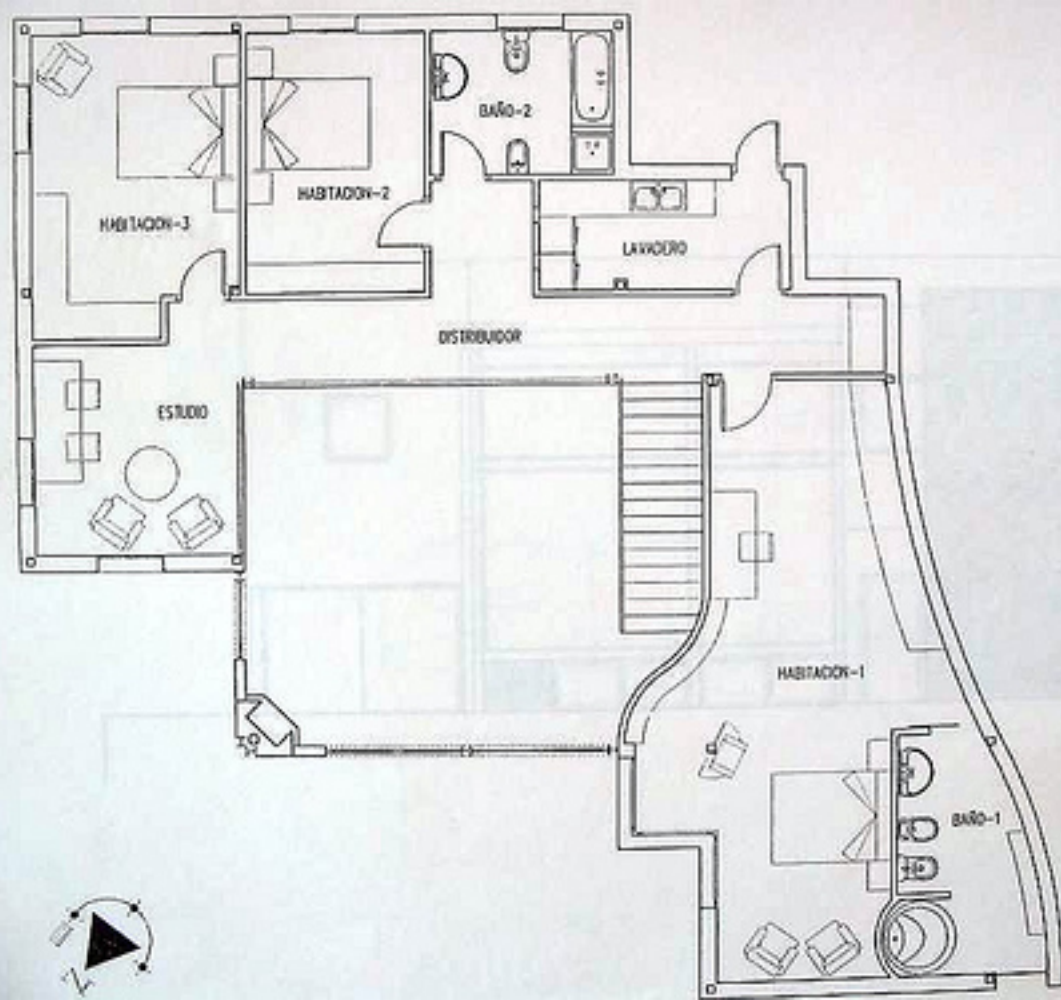 BAÑO-2
HABITACION-2
HABITACION-3
LAVADERO
DISTRIBUIDOR
ESTUDIO
HABITACION-1
BAÑO-1
N